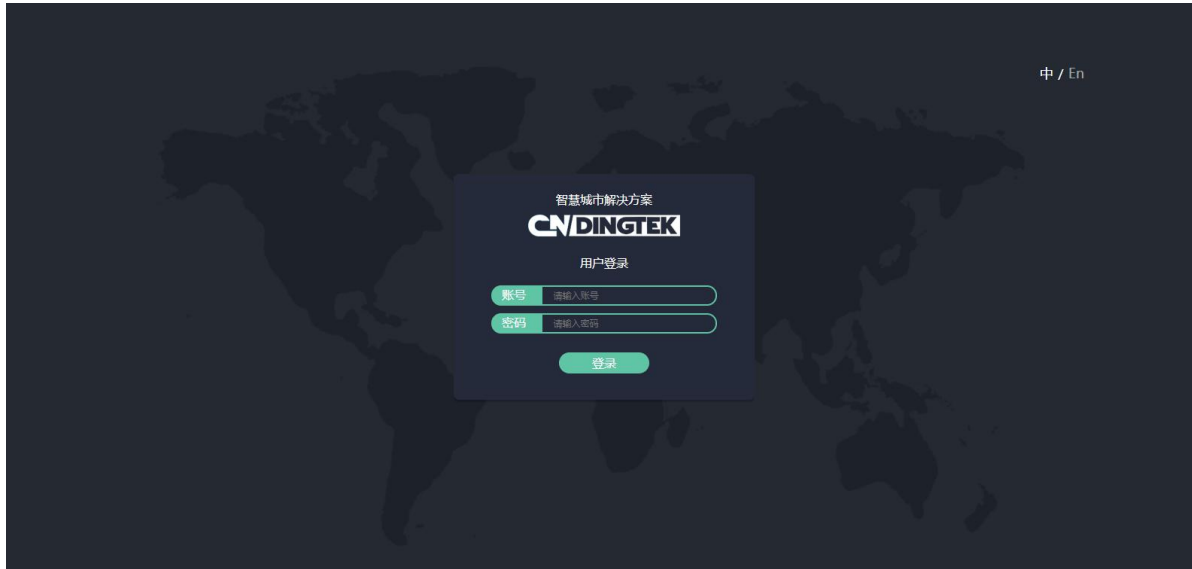 中 / En
智慧城市解决方案
CN/DINGTEK
用户登录
账号 请输入账号
密码 请输入密码
登录